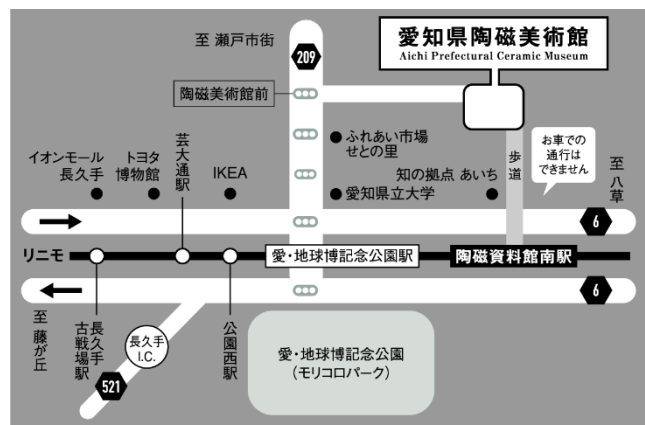 至 瀬戸市街
209
愛知県陶磁美術館
Aichi Prefectural Ceramic Museum
陶磁美術館前
芸大通駅
イオンモール
長久手
トヨタ
博物館
IKEA
ふれあい市場
せとの里
知の拠点 あいち
愛知県立大学
歩道
お車での
通行は
できません
至 八草
6
リニモ
愛・地球博記念公園駅
陶磁資料館南駅
6
至 藤が丘
長久手
古戦場駅
長久手
I.C.
521
公園西駅
愛・地球博記念公園
(モリコロパーク)